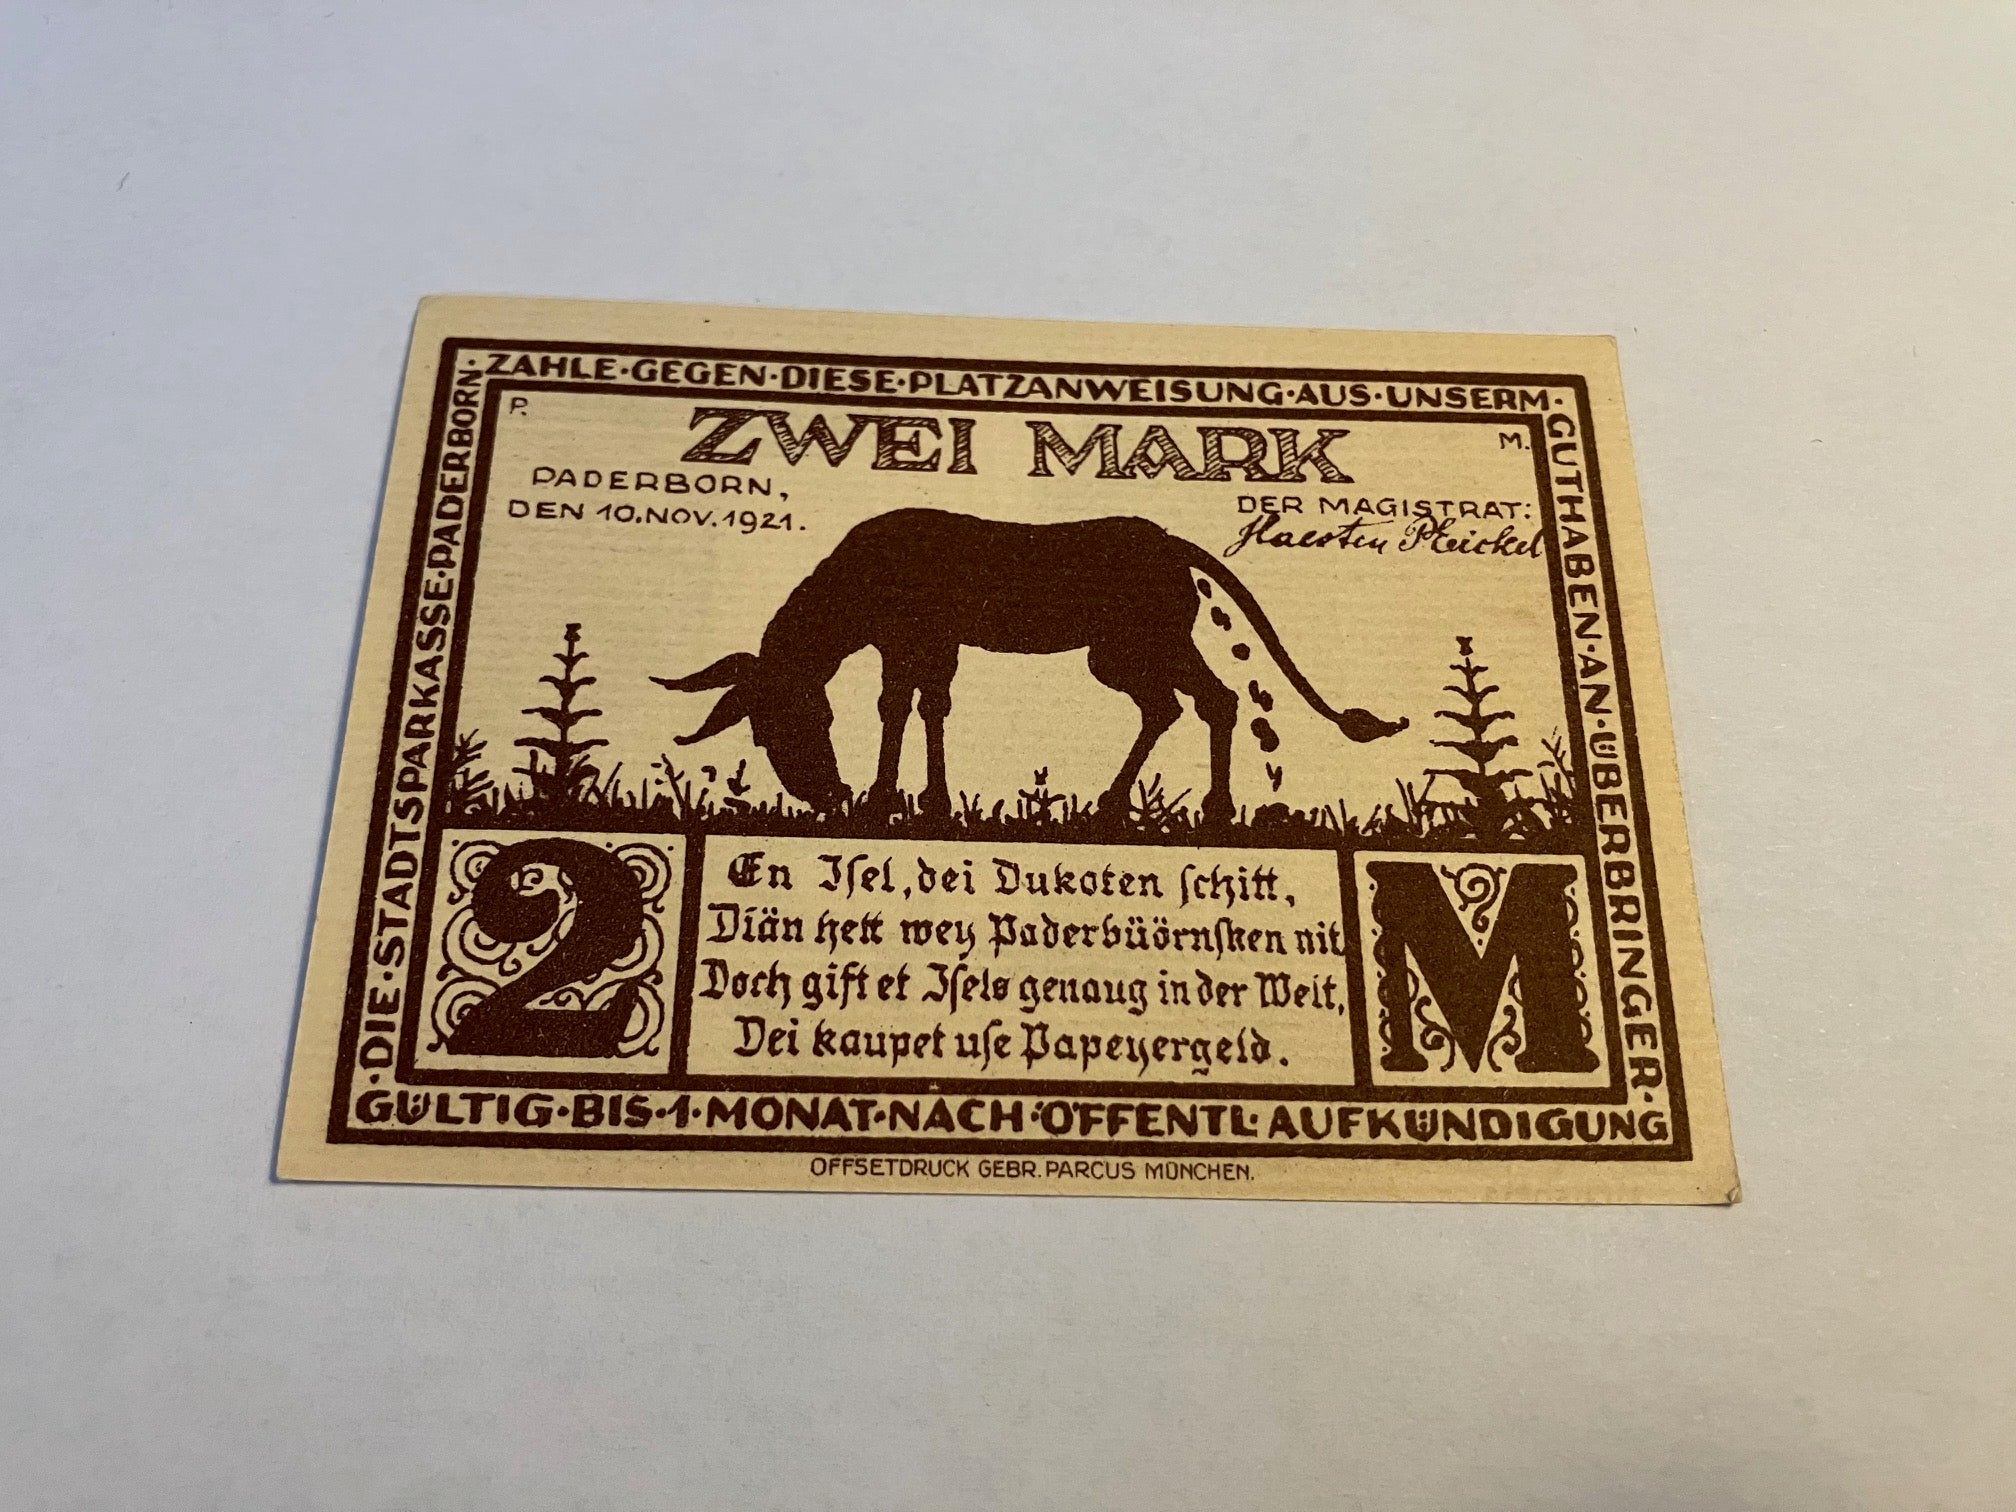 ·ZAHLE·GEGEN·DIESE·PLATZANWEISUNG·AUS·UNSERM·
·DIE·STADTSPARKASSE·PADERBORN·
GUTHABEN·AN·ÜBERBRINGER·
P.
ZWEI MARK
M.
PADERBORN,
DEN 10.NOV.1921.
DER MAGISTRAT:
2
En Isel, dei Dukoten schitt,
Diän hett wey Paderbüörnsken nit
Doch gift et Isels genaug in der Welt,
Dei kaupet use Papeyergeld.
M
GÜLTIG·BIS·1·MONAT·NACH·ÖFFENTL·AUFKÜNDIGUNG
OFFSETDRUCK GEBR. PARCUS MÜNCHEN.